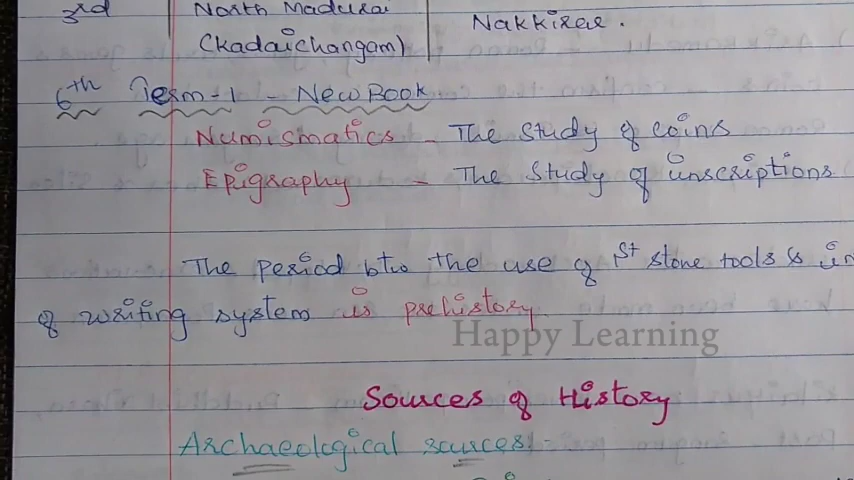 3rd North Madurai Nakkirar.
(Kadaichangam)
6th Term-1 - New Book
Numismatics - The Study of coins
Epigraphy - The Study of inscriptions
The period btw the use of 1st stone tools & in
of writing system is prehistory.
Happy Learning
Sources of History
Archaeological sources:-